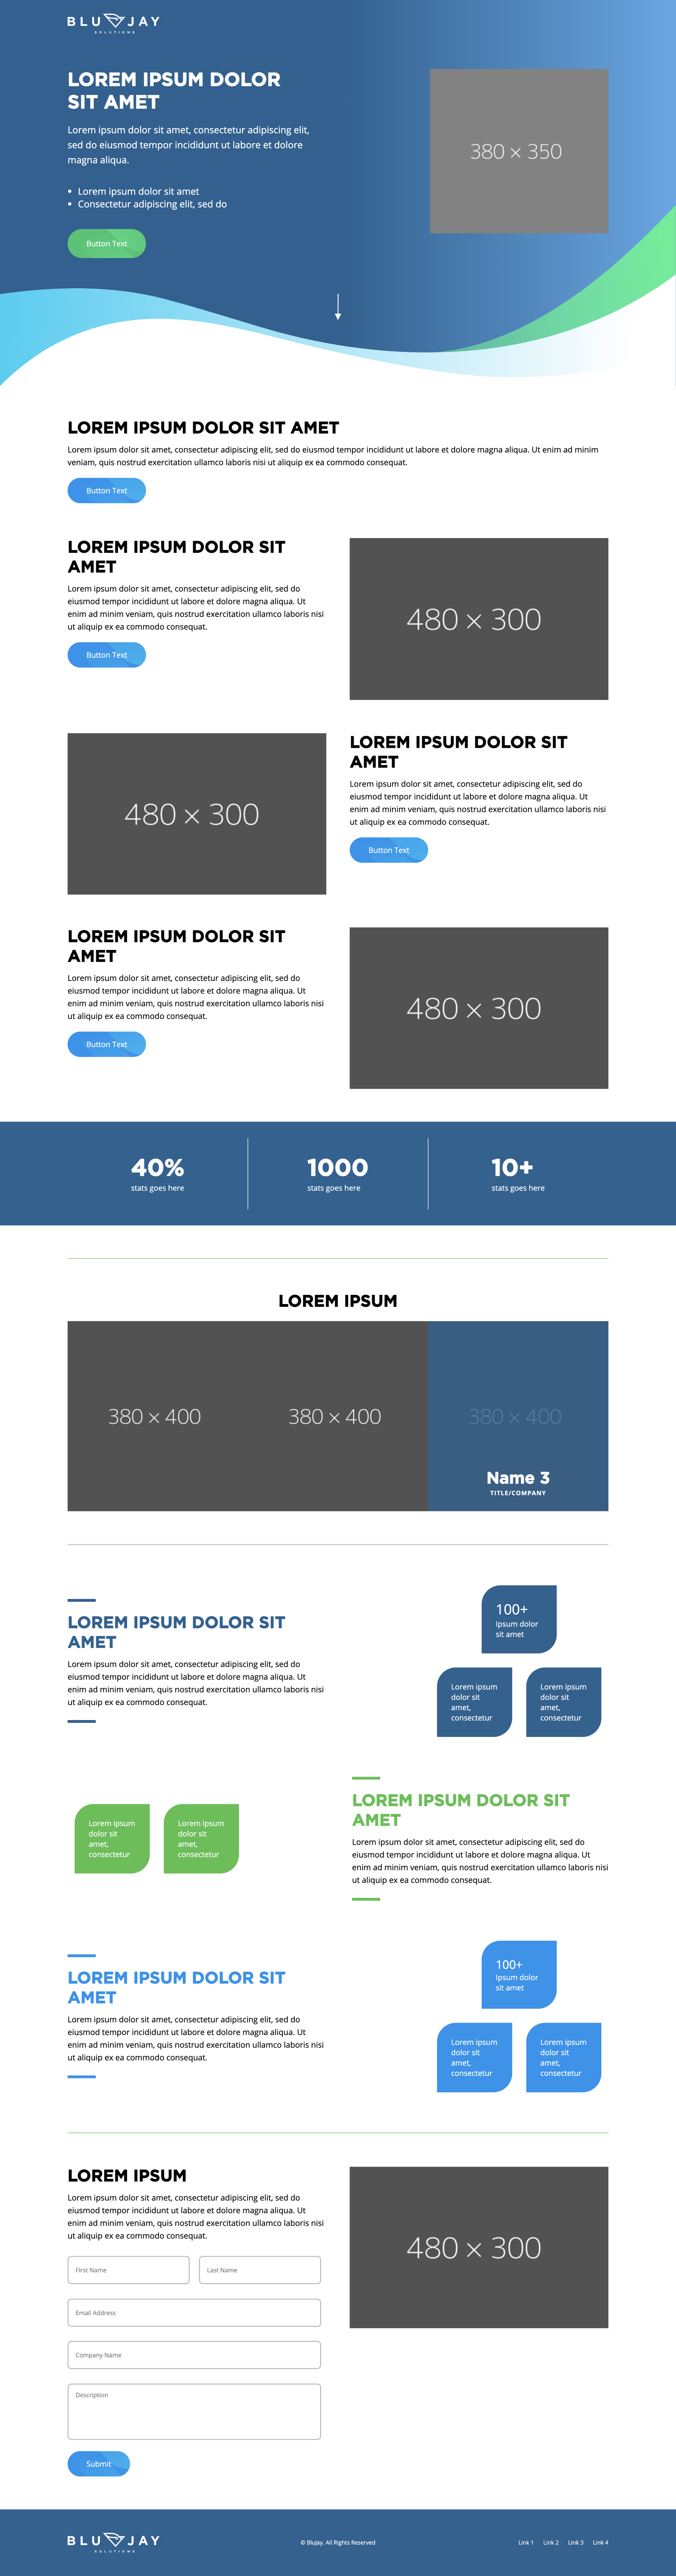 BLUJAY
SOLUTIONS
LOREM IPSUM DOLOR
SIT AMET
Lorem ipsum dolor sit amet, consectetur adipiscing elit,
sed do eiusmod tempor incididunt ut labore et dolore
magna aliqua.
• Lorem ipsum dolor sit amet
• Consectetur adipiscing elit, sed do
Button Text
380 × 350
LOREM IPSUM DOLOR SIT AMET
Lorem ipsum dolor sit amet, consectetur adipiscing elit, sed do eiusmod tempor incididunt ut labore et dolore magna aliqua. Ut enim ad minim
veniam, quis nostrud exercitation ullamco laboris nisi ut aliquip ex ea commodo consequat.
Button Text
LOREM IPSUM DOLOR SIT
AMET
Lorem ipsum dolor sit amet, consectetur adipiscing elit, sed do
eiusmod tempor incididunt ut labore et dolore magna aliqua. Ut
enim ad minim veniam, quis nostrud exercitation ullamco laboris nisi
ut aliquip ex ea commodo consequat.
Button Text
480 × 300
480 × 300
LOREM IPSUM DOLOR SIT
AMET
Lorem ipsum dolor sit amet, consectetur adipiscing elit, sed do
eiusmod tempor incididunt ut labore et dolore magna aliqua. Ut
enim ad minim veniam, quis nostrud exercitation ullamco laboris nisi
ut aliquip ex ea commodo consequat.
Button Text
LOREM IPSUM DOLOR SIT
AMET
Lorem ipsum dolor sit amet, consectetur adipiscing elit, sed do
eiusmod tempor incididunt ut labore et dolore magna aliqua. Ut
enim ad minim veniam, quis nostrud exercitation ullamco laboris nisi
ut aliquip ex ea commodo consequat.
Button Text
480 × 300
40%
stats goes here
1000
stats goes here
10+
stats goes here
LOREM IPSUM
380 × 400
380 × 400
380 × 400
Name 3
TITLE/COMPANY
LOREM IPSUM DOLOR SIT
AMET
Lorem ipsum dolor sit amet, consectetur adipiscing elit, sed do
eiusmod tempor incididunt ut labore et dolore magna aliqua. Ut
enim ad minim veniam, quis nostrud exercitation ullamco laboris nisi
ut aliquip ex ea commodo consequat.
100+
Ipsum dolor
sit amet
Lorem ipsum
dolor sit
amet,
consectetur
Lorem ipsum
dolor sit
amet,
consectetur
Lorem ipsum
dolor sit
amet,
consectetur
Lorem ipsum
dolor sit
amet,
consectetur
LOREM IPSUM DOLOR SIT
AMET
Lorem ipsum dolor sit amet, consectetur adipiscing elit, sed do
eiusmod tempor incididunt ut labore et dolore magna aliqua. Ut
enim ad minim veniam, quis nostrud exercitation ullamco laboris nisi
ut aliquip ex ea commodo consequat.
LOREM IPSUM DOLOR SIT
AMET
Lorem ipsum dolor sit amet, consectetur adipiscing elit, sed do
eiusmod tempor incididunt ut labore et dolore magna aliqua. Ut
enim ad minim veniam, quis nostrud exercitation ullamco laboris nisi
ut aliquip ex ea commodo consequat.
100+
Ipsum dolor
sit amet
Lorem ipsum
dolor sit
amet,
consectetur
Lorem ipsum
dolor sit
amet,
consectetur
LOREM IPSUM
Lorem ipsum dolor sit amet, consectetur adipiscing elit, sed do
eiusmod tempor incididunt ut labore et dolore magna aliqua. Ut
enim ad minim veniam, quis nostrud exercitation ullamco laboris nisi
ut aliquip ex ea commodo consequat.
First Name
Last Name
Email Address
Company Name
Description
Submit
480 × 300
BLUJAY
SOLUTIONS
© BluJay. All Rights Reserved
Link 1 Link 2 Link 3 Link 4